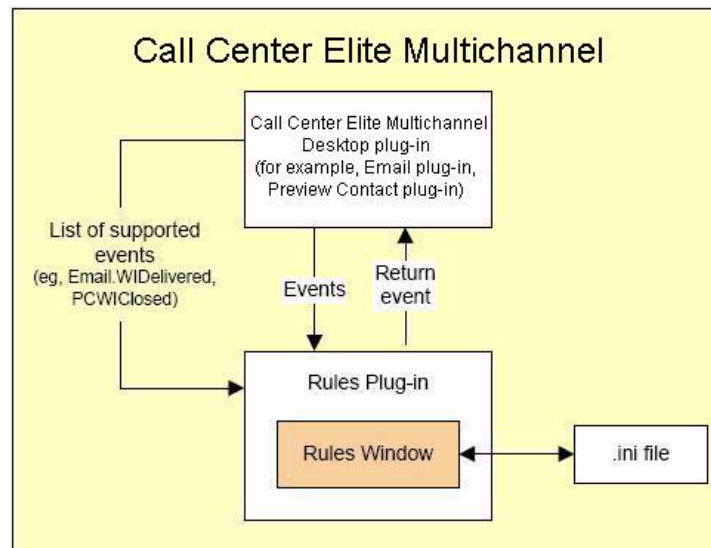 Call Center Elite Multichannel
Call Center Elite Multichannel
Desktop plug-in
(for example, Email plug-in,
Preview Contact plug-in)
List of supported
events
(eg, Email.WIDelivered,
PCWIClosed)
Events
Return
event
Rules Plug-in
Rules Window
.ini file